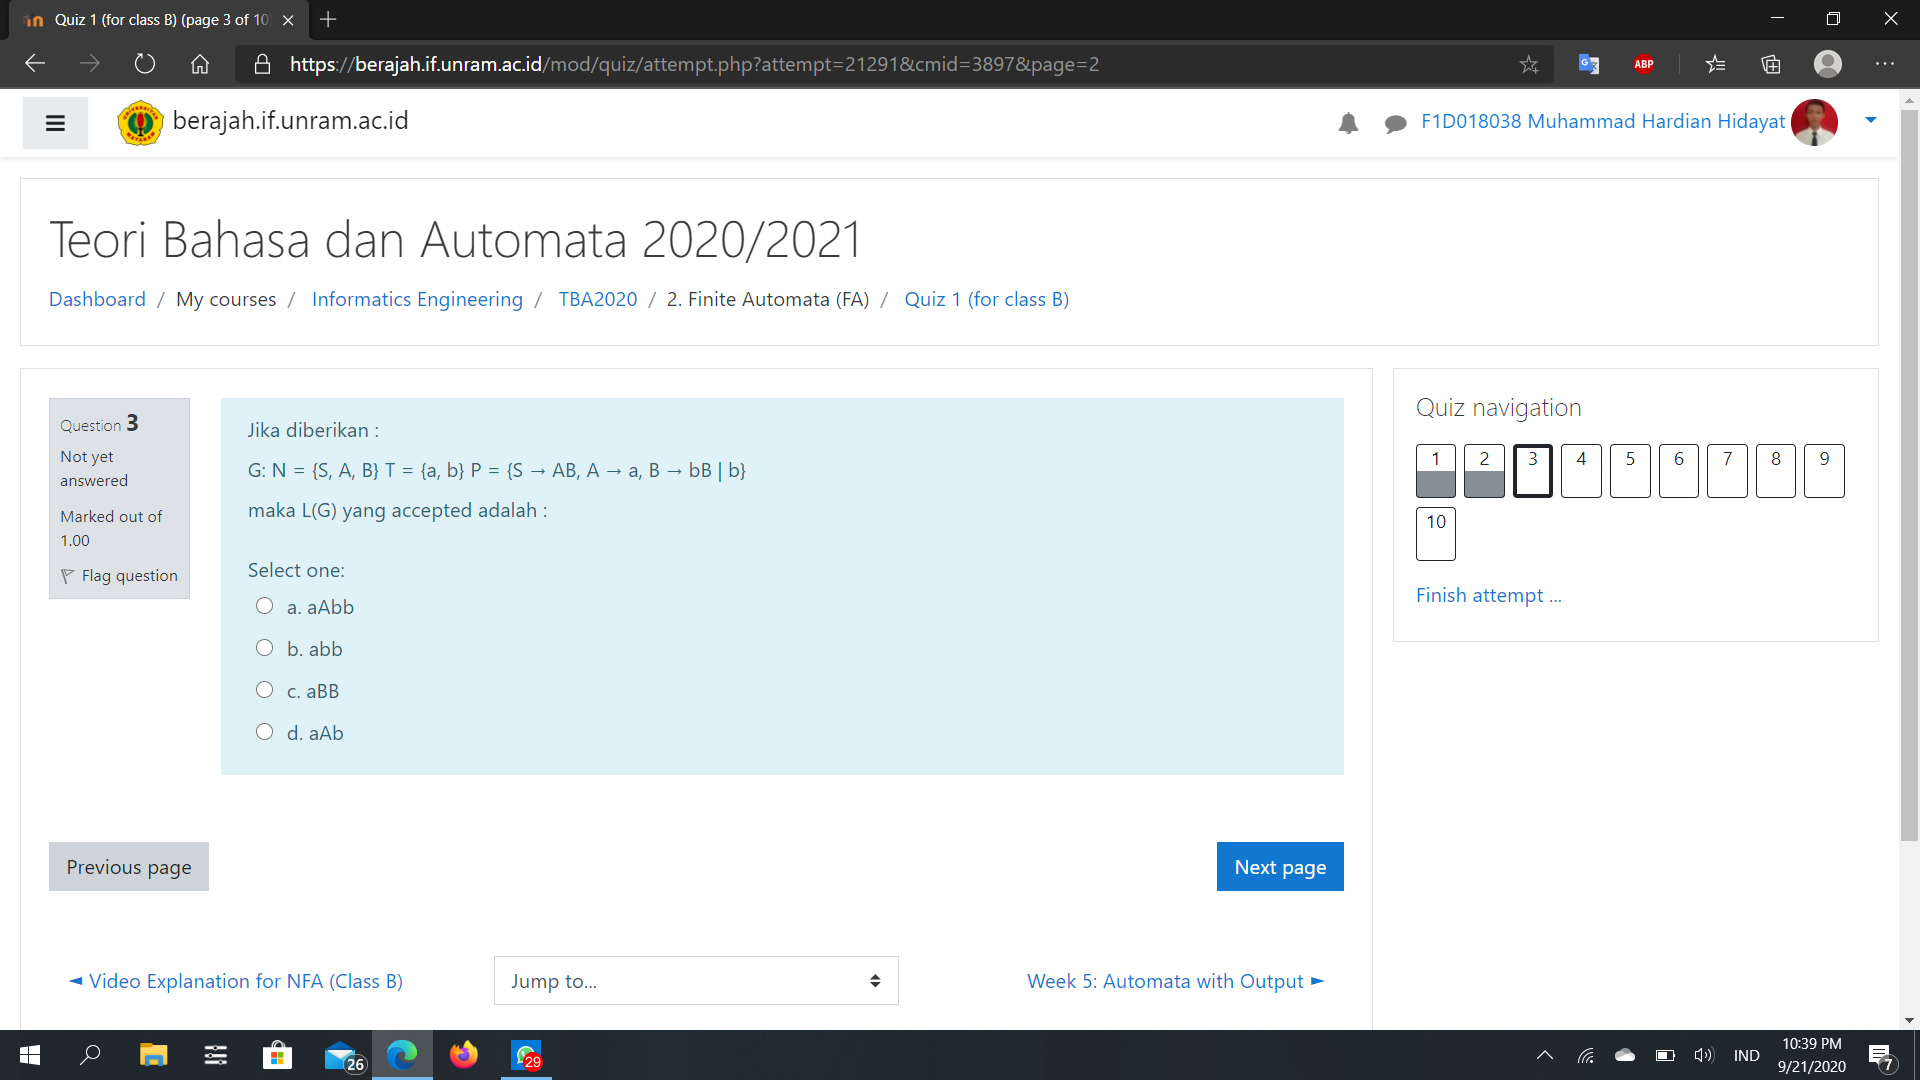 Quiz 1 (for class B) (page 3 of 10
https://berajah.if.unram.ac.id/mod/quiz/attempt.php?attempt=21291&cmid=3897&page=2
ABP
berajah.if.unram.ac.id
F1D018038 Muhammad Hardian Hidayat
Teori Bahasa dan Automata 2020/2021
Dashboard / My courses / Informatics Engineering / TBA2020 / 2. Finite Automata (FA) / Quiz 1 (for class B)
Question 3
Not yet
answered
Marked out of
1.00
Flag question
Jika diberikan :
G: N = {S, A, B} T = {a, b} P = {S → AB, A → a, B → bB | b}
maka L(G) yang accepted adalah :
Select one:
a. aAbb
b. abb
c. aBB
d. aAb
Previous page
Next page
Quiz navigation
1 2 3 4 5 6 7 8 9
10
Finish attempt ...
◄ Video Explanation for NFA (Class B)
Jump to...
Week 5: Automata with Output ►
26
29
IND
10:39 PM
9/21/2020
7